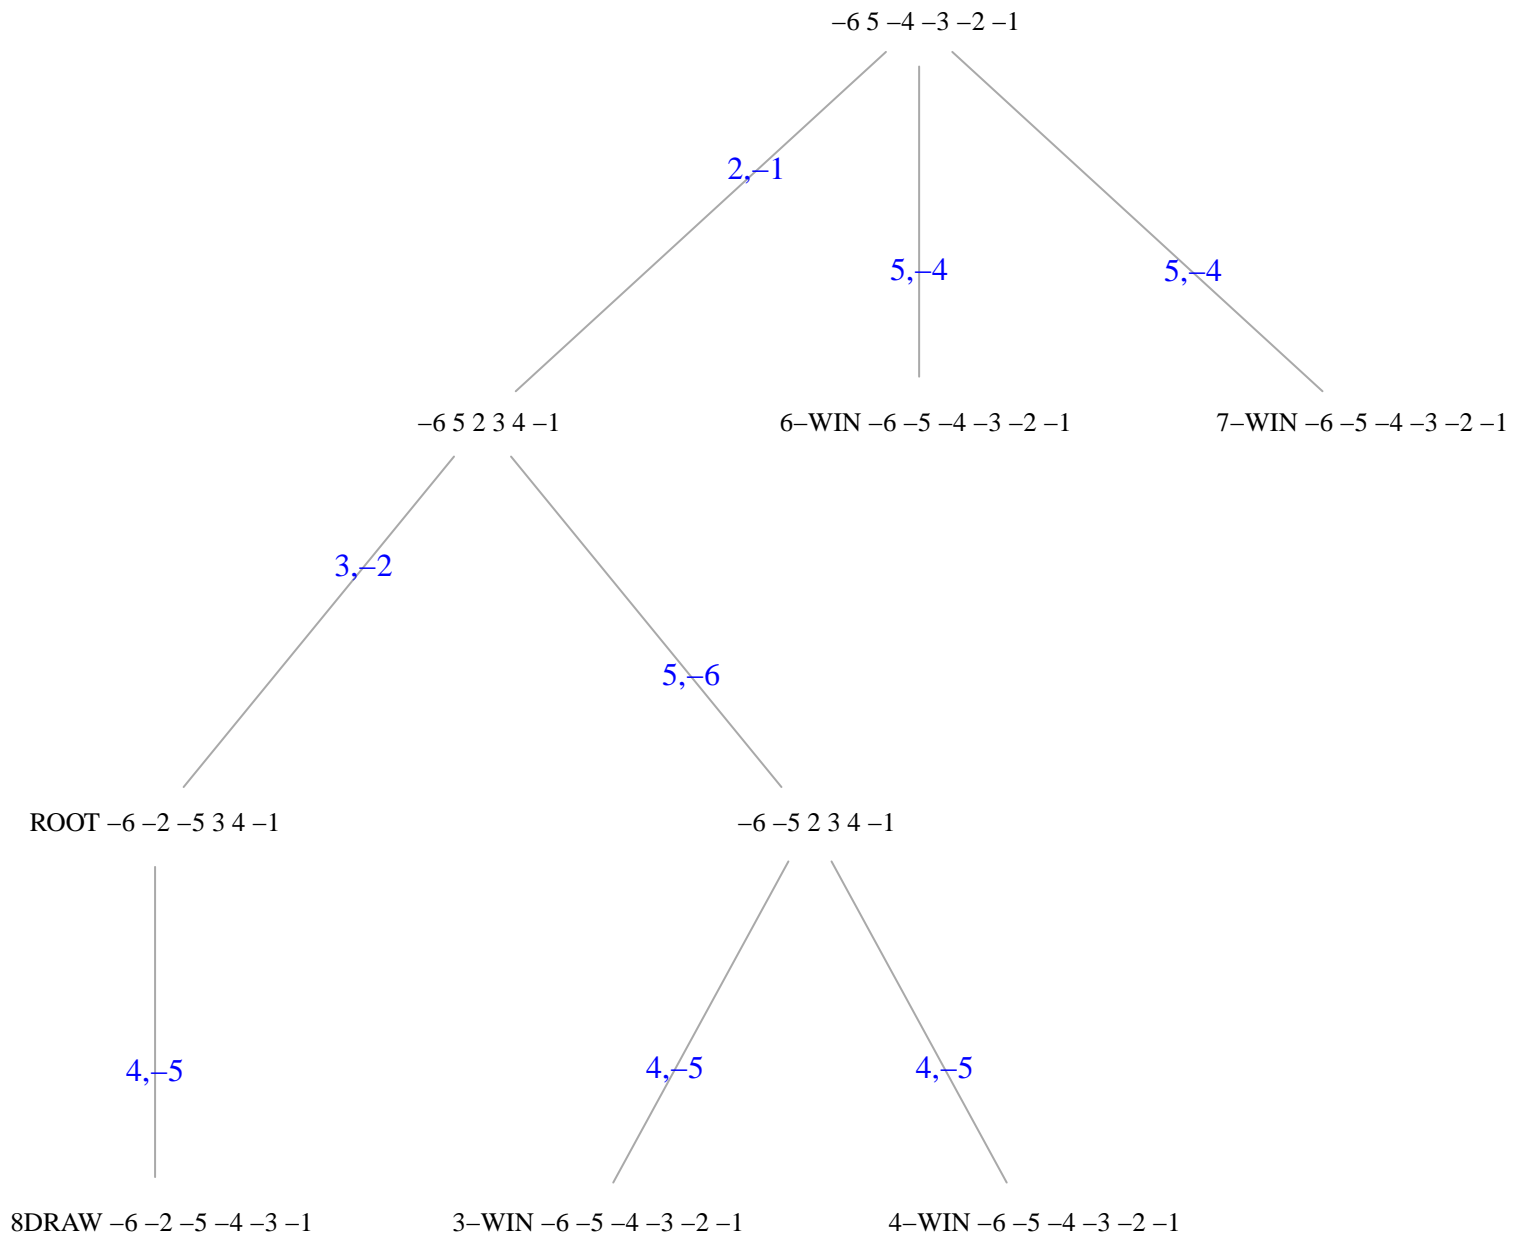 –6 5 –4 –3 –2 –1
2,–1
5,–4
5,–4
–6 5 2 3 4 –1
6–WIN –6 –5 –4 –3 –2 –1
7–WIN –6 –5 –4 –3 –2 –1
3,–2
5,–6
ROOT –6 –2 –5 3 4 –1
–6 –5 2 3 4 –1
4,–5
4,–5
4,–5
8DRAW –6 –2 –5 –4 –3 –1
3–WIN –6 –5 –4 –3 –2 –1
4–WIN –6 –5 –4 –3 –2 –1